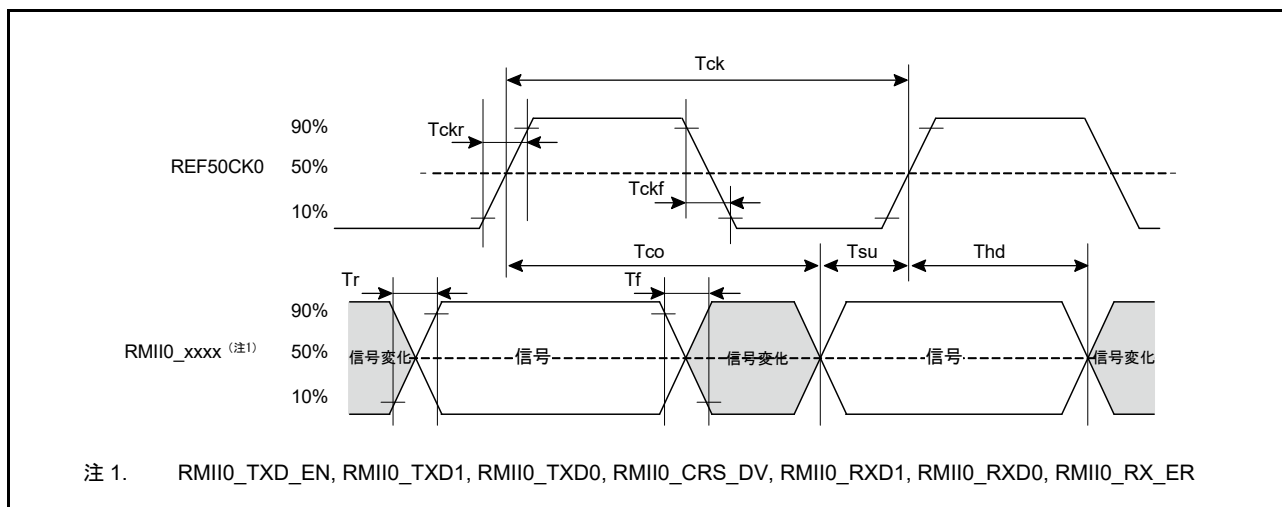 Tck
90%
Tckr
REF50CK0 50%
Tckf
10%
Tco Tsu Thd
Tr Tf
90%
RMII0_xxxx (注1) 50% 信号変化 信号 信号変化 信号 信号変化
10%
注 1. RMII0_TXD_EN, RMII0_TXD1, RMII0_TXD0, RMII0_CRS_DV, RMII0_RXD1, RMII0_RXD0, RMII0_RX_ER